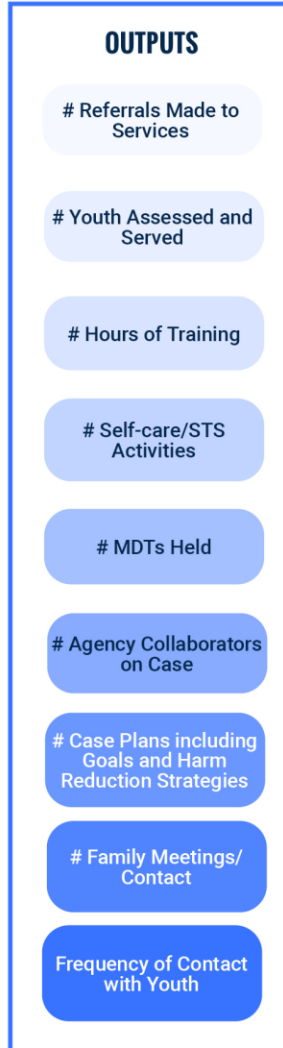 OUTPUTS
# Referrals Made to
Services
# Youth Assessed and
Served
# Hours of Training
# Self-care/STS
Activities
# MDTs Held
# Agency Collaborators
on Case
# Case Plans including
Goals and Harm
Reduction Strategies
# Family Meetings/
Contact
Frequency of Contact
with Youth